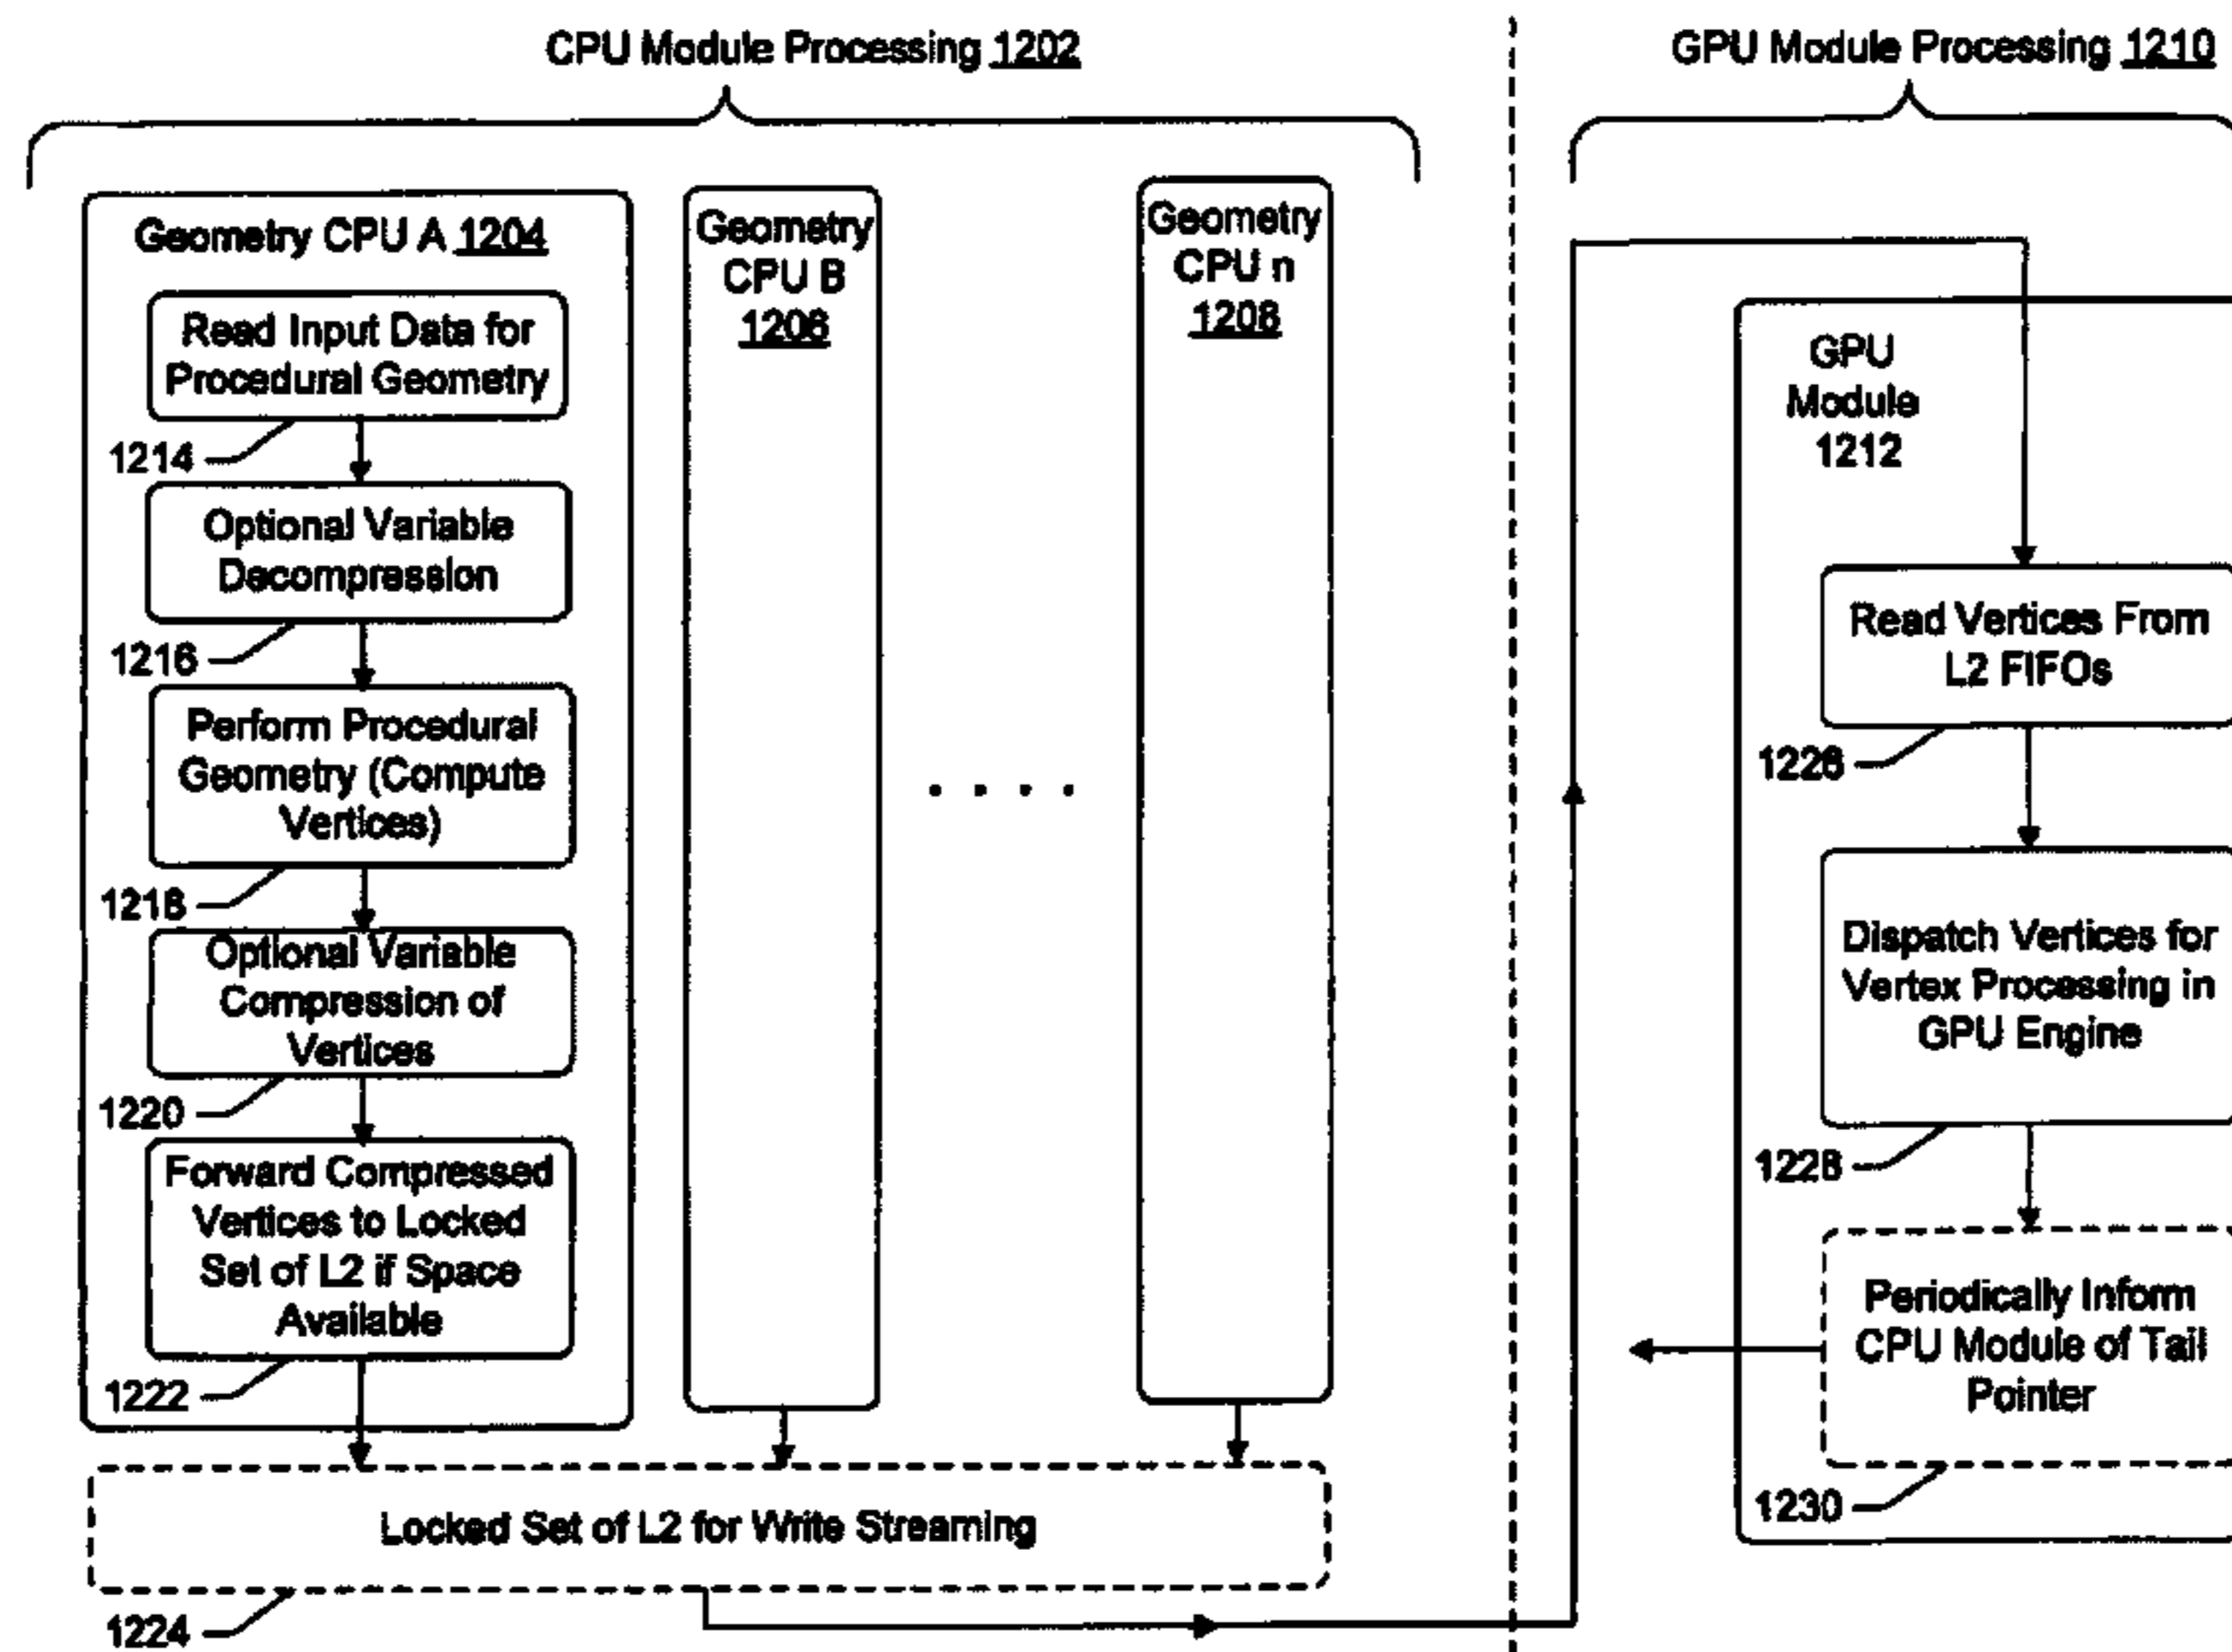 CPU Module Processing 1202
Geometry CPU A 1204
Read Input Data for
Procedural Geometry
1214
Optional Variable
Decompression
1216
Perform Procedural
Geometry (Compute
Vertices)
1218
Optional Variable
Compression of
Vertices
1220
Forward Compressed
Vertices to Locked
Set of L2 if Space
Available
1222
Geometry
CPU B
1206
. . . .
Geometry
CPU n
1208
Locked Set of L2 for Write Streaming
1224
GPU Module Processing 1210
GPU
Module
1212
Read Vertices From
L2 FIFOs
1226
Dispatch Vertices for
Vertex Processing in
GPU Engine
1228
Periodically Inform
CPU Module of Tail
Pointer
1230